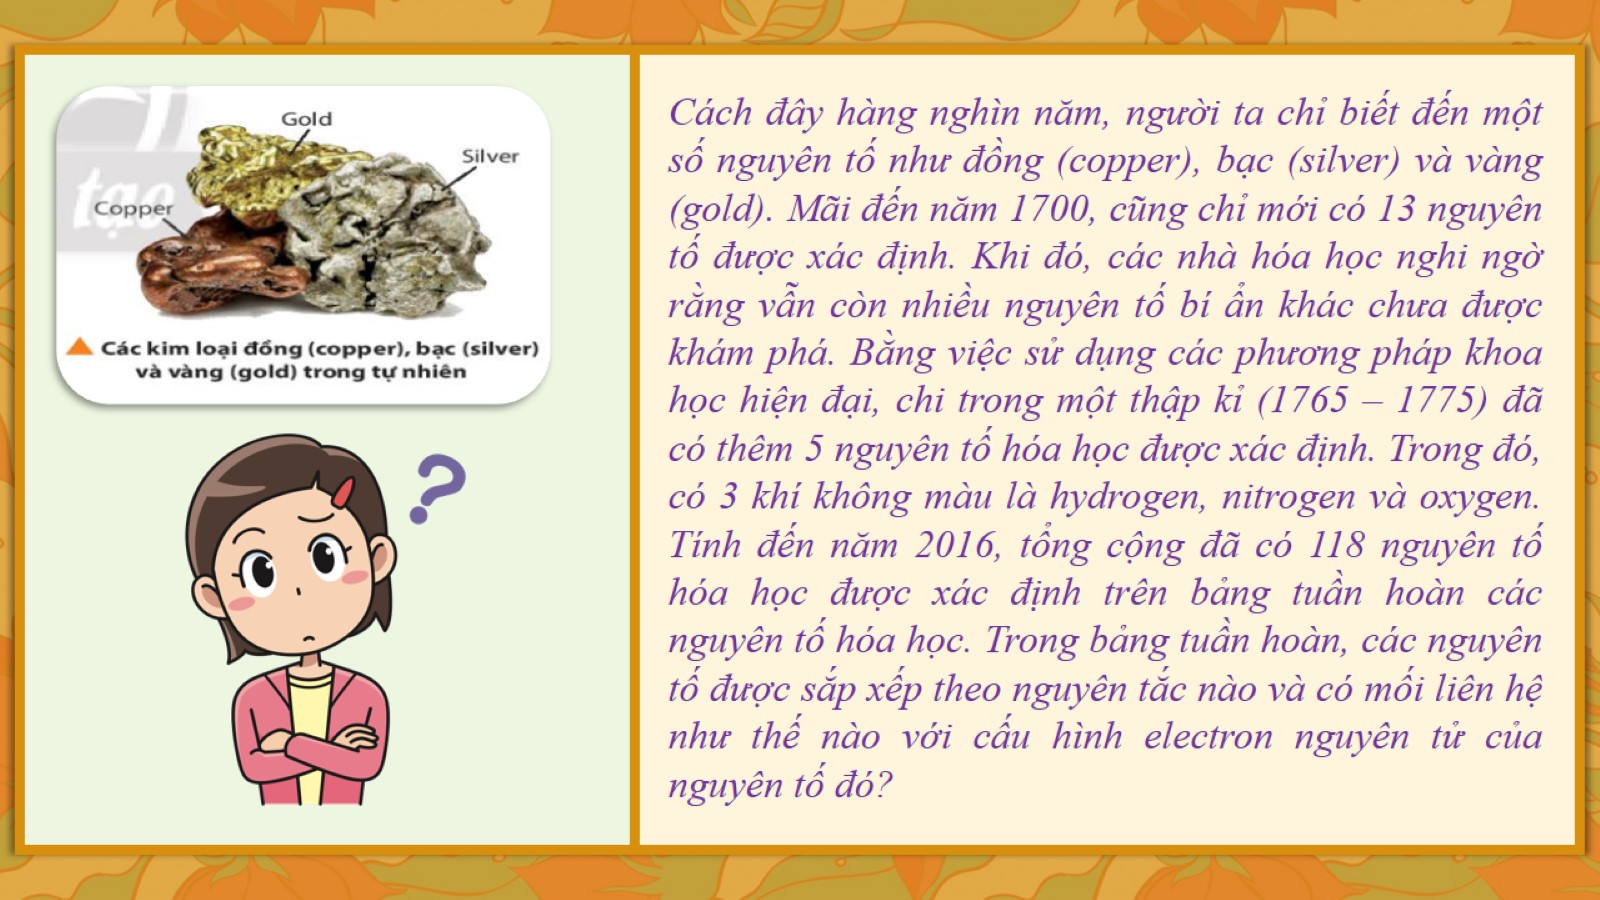 Gold
Silver
Copper
tạo
Các kim loại đồng (copper), bạc (silver)
và vàng (gold) trong tự nhiên
?
Cách đây hàng nghìn năm, người ta chỉ biết đến một
số nguyên tố như đồng (copper), bạc (silver) và vàng
(gold). Mãi đến năm 1700, cũng chỉ mới có 13 nguyên
tố được xác định. Khi đó, các nhà hóa học nghi ngờ
rằng vẫn còn nhiều nguyên tố bí ẩn khác chưa được
khám phá. Bằng việc sử dụng các phương pháp khoa
học hiện đại, chi trong một thập kỉ (1765 – 1775) đã
có thêm 5 nguyên tố hóa học được xác định. Trong đó,
có 3 khí không màu là hydrogen, nitrogen và oxygen.
Tính đến năm 2016, tổng cộng đã có 118 nguyên tố
hóa học được xác định trên bảng tuần hoàn các
nguyên tố hóa học. Trong bảng tuần hoàn, các nguyên
tố được sắp xếp theo nguyên tắc nào và có mối liên hệ
như thế nào với cấu hình electron nguyên tử của
nguyên tố đó?